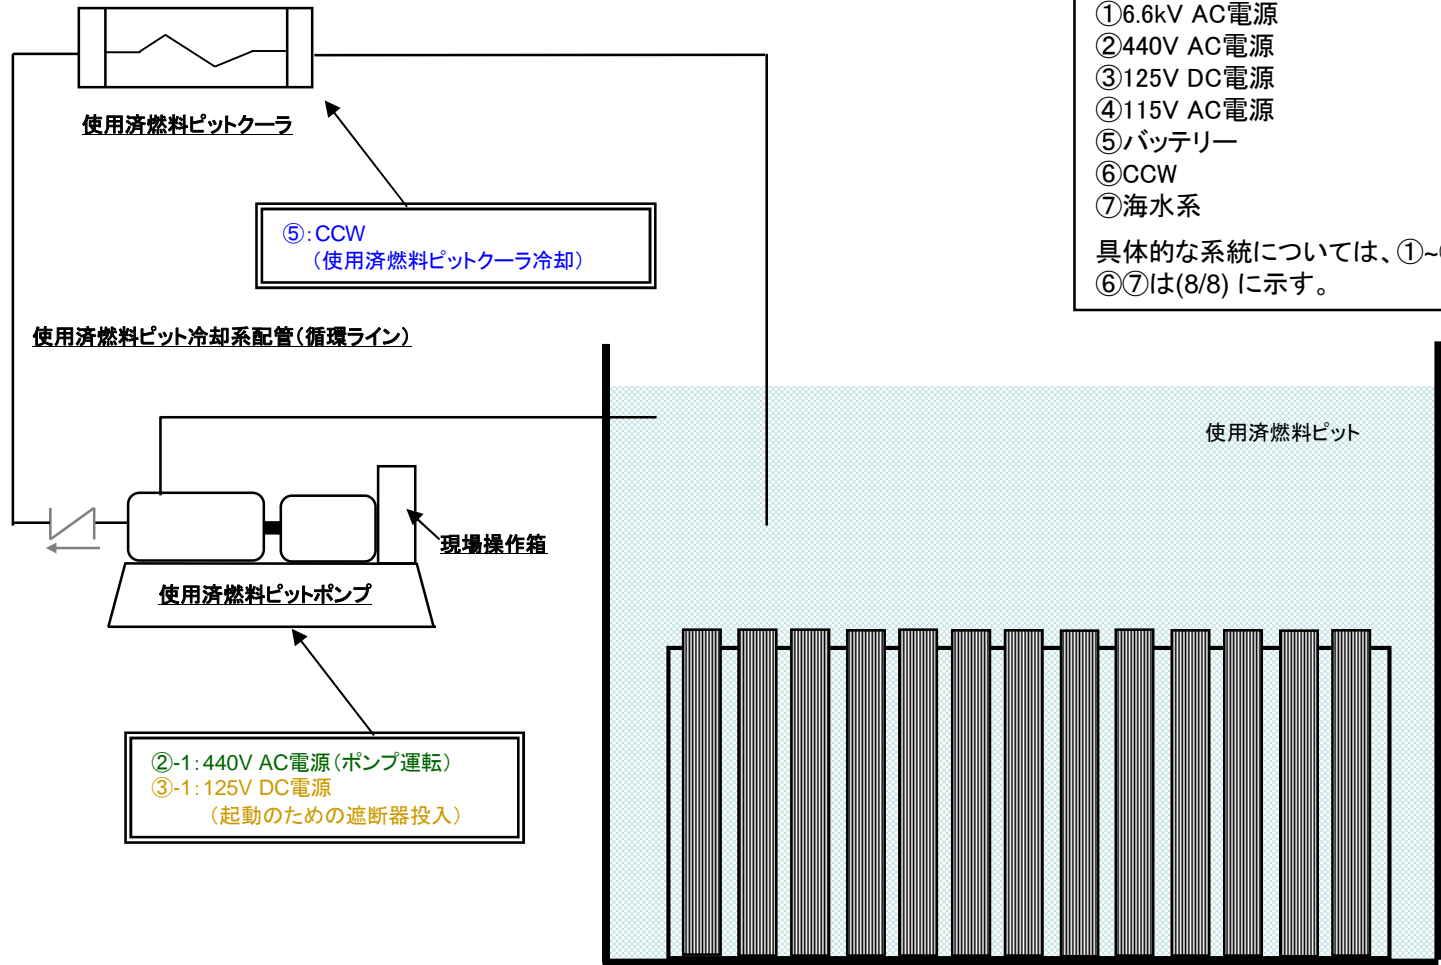 ①6.6kV AC電源
②440V AC電源
③125V DC電源
④115V AC電源
⑤バッテリー
⑥CCW
⑦海水系
具体的な系統については、①~
⑥⑦は(8/8) に示す。
使用済燃料ピットクーラ
⑤:CCW
（使用済燃料ピットクーラ冷却）
使用済燃料ピット冷却系配管（循環ライン）
使用済燃料ピット
現場操作箱
使用済燃料ピットポンプ
②-1:440V AC電源（ポンプ運転）
③-1:125V DC電源
（起動のための遮断器投入）